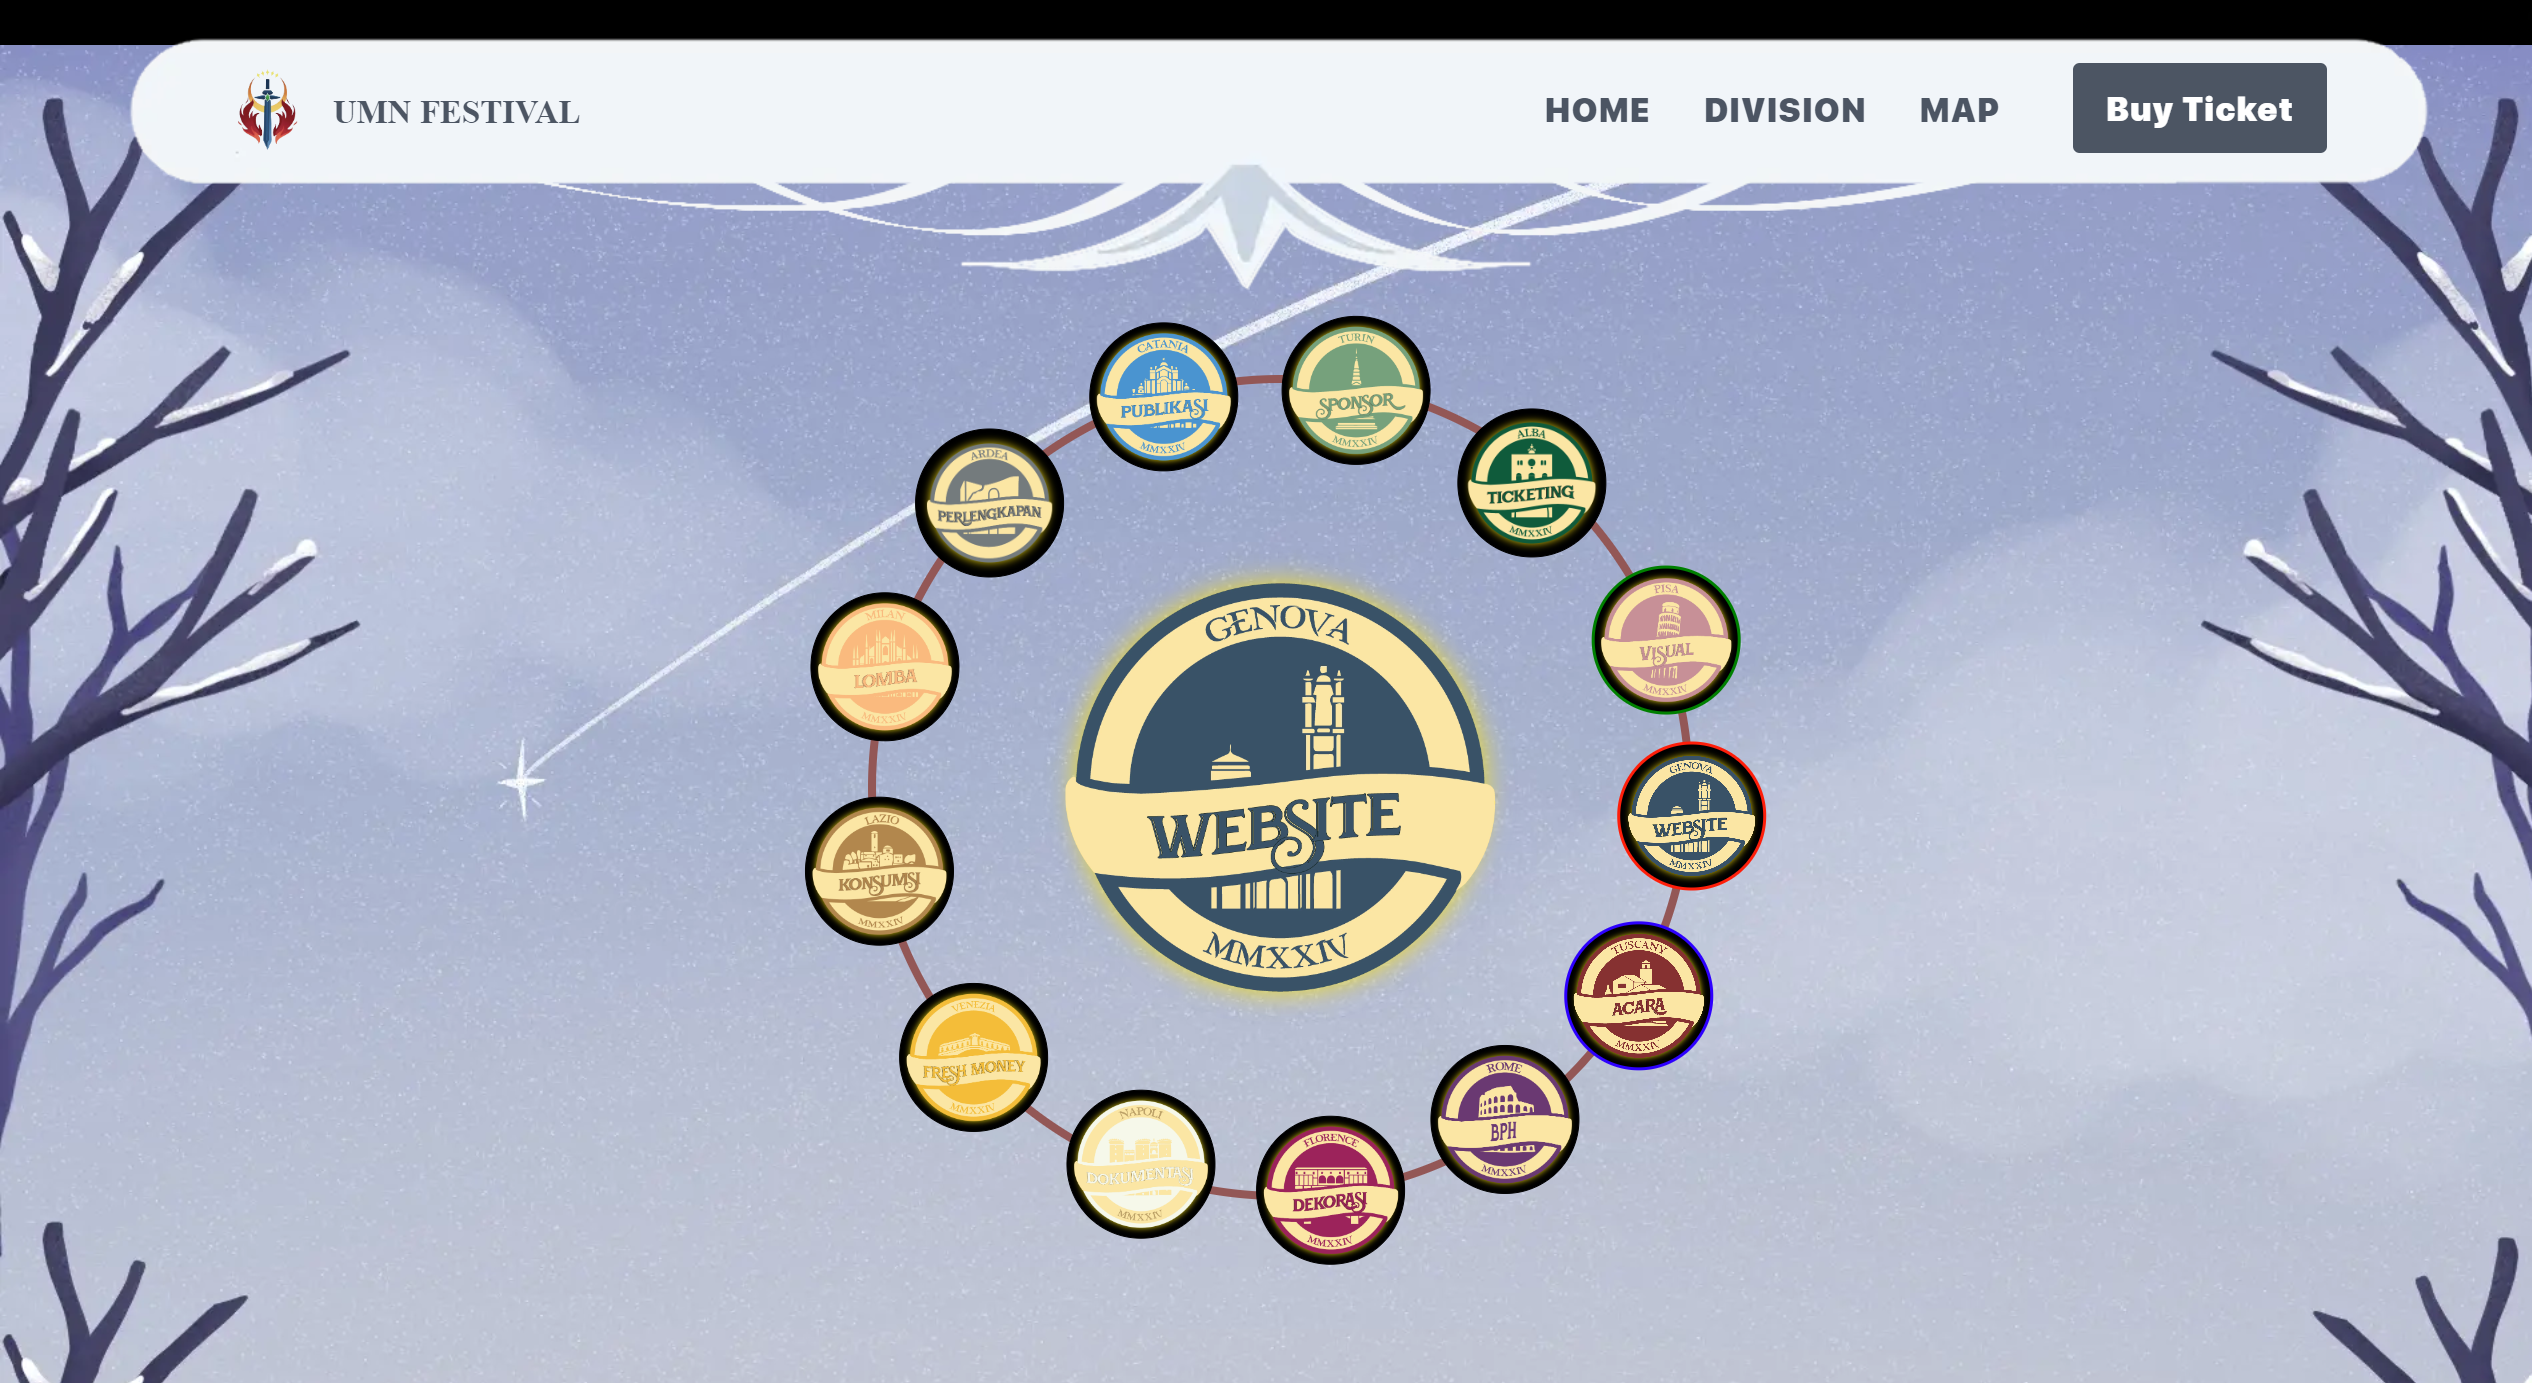 UMN FESTIVAL
HOME DIVISION MAP Buy Ticket
CATANIA
PUBLIKASI
MMXXIV
TURIN
SPONSOR
MMXXIV
ALBA
TICKETING
MMXXIV
ARDEA
PERLENGKAPAN
PISA
VISUAL
MMXXIV
MILAN
LOMBA
MMXXIV
GENOVA
WEBSITE
MMXXIV
GENOVA
WEBSITE
MMXXIV
LAZIO
KONSUMSI
MMXXIV
TUSCANY
ACARA
MMXXIV
VENEZIA
FRESH MONEY
MMXXIV
ROME
BPH
MMXXIV
NAPOLI
DOKUMENTASI
MMXXIV
FLORENCE
DEKORASI
MMXXIV